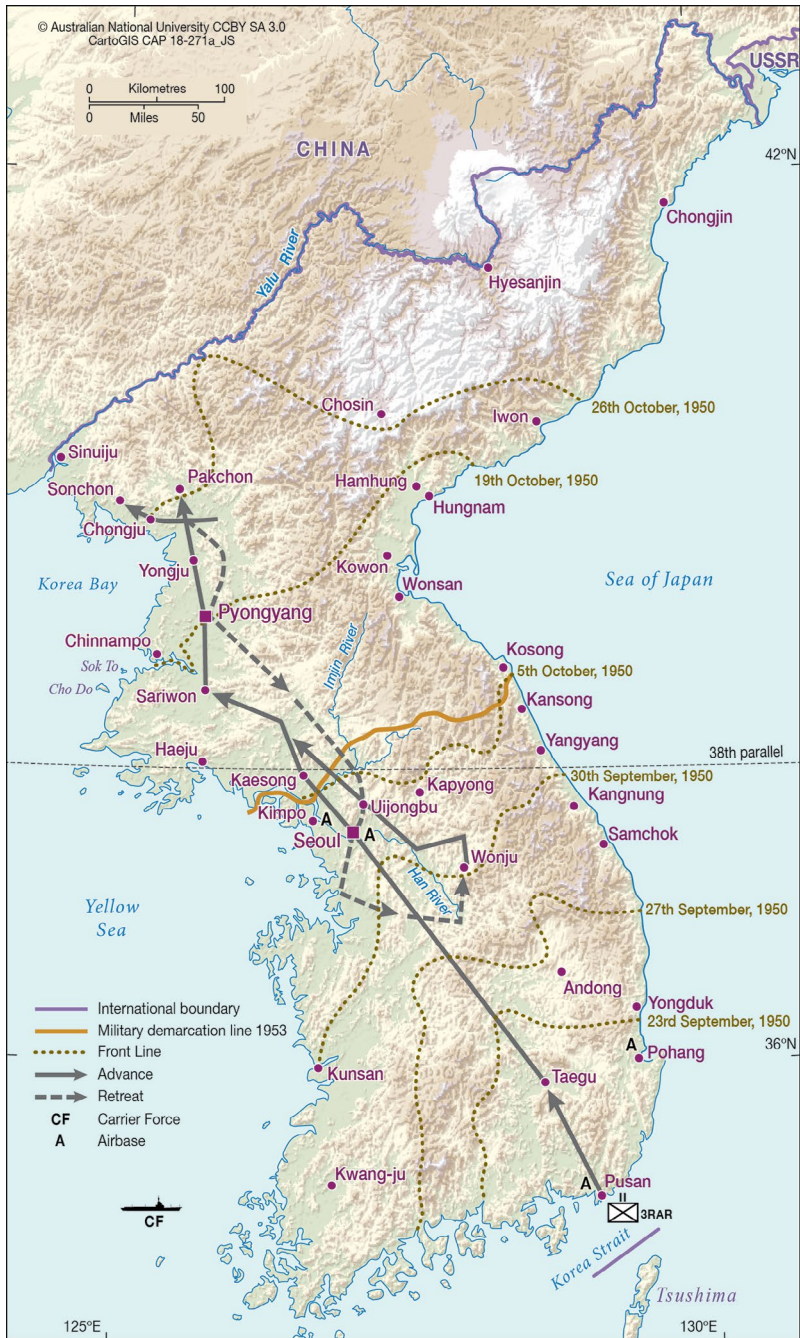 © Australian National University CCBY SA 3.0
CartoGIS CAP 18-271a_JS
USSR
0 Kilometres 100
0 Miles 50
CHINA
42°N
Chongjin
Yalu River
Hyesanjin
Chosin
26th October, 1950
Iwon
Sinuiju
Pakchon
19th October, 1950
Sonchon
Hamhung
Hungnam
Chongju
Yongju
Kowon
Korea Bay
Sea of Japan
Wonsan
Pyongyang
Chinnampo
Imjin River
Sok To
Kosong
5th October, 1950
Cho Do
Sariwon
Kansong
Haeju
Yangyang
38th parallel
Kaesong
30th September, 1950
Kapyong
Kimpo
A
Uijongbu
Kangnung
Seoul
A
Samchok
Wonju
Han River
Yellow
Sea
27th September, 1950
Andong
Yongduk
International boundary
23rd September, 1950
Military demarcation line 1953
Front Line
A
Pohang
36°N
Advance
Kunsan
Taegu
Retreat
CF Carrier Force
A Airbase
Kwang-ju
A
Pusan
II
3RAR
CF
Korea Strait
Tsushima
125°E
130°E